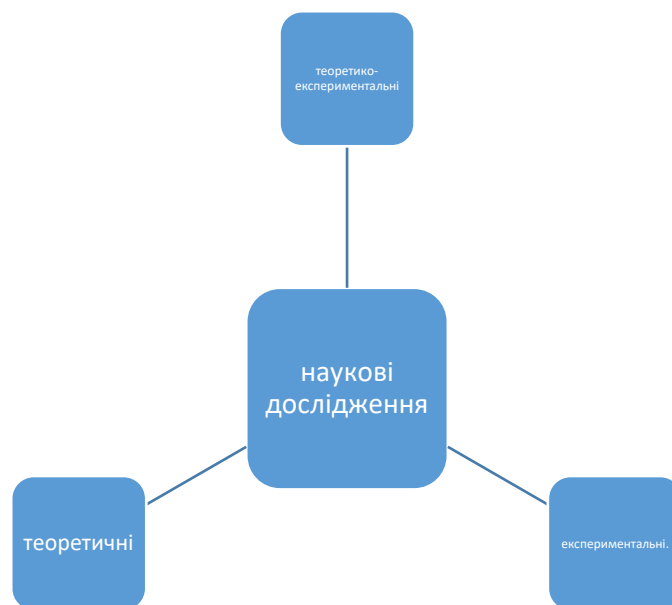 теоретико-
експериментальні
наукові
дослідження
теоретичні
експериментальні.